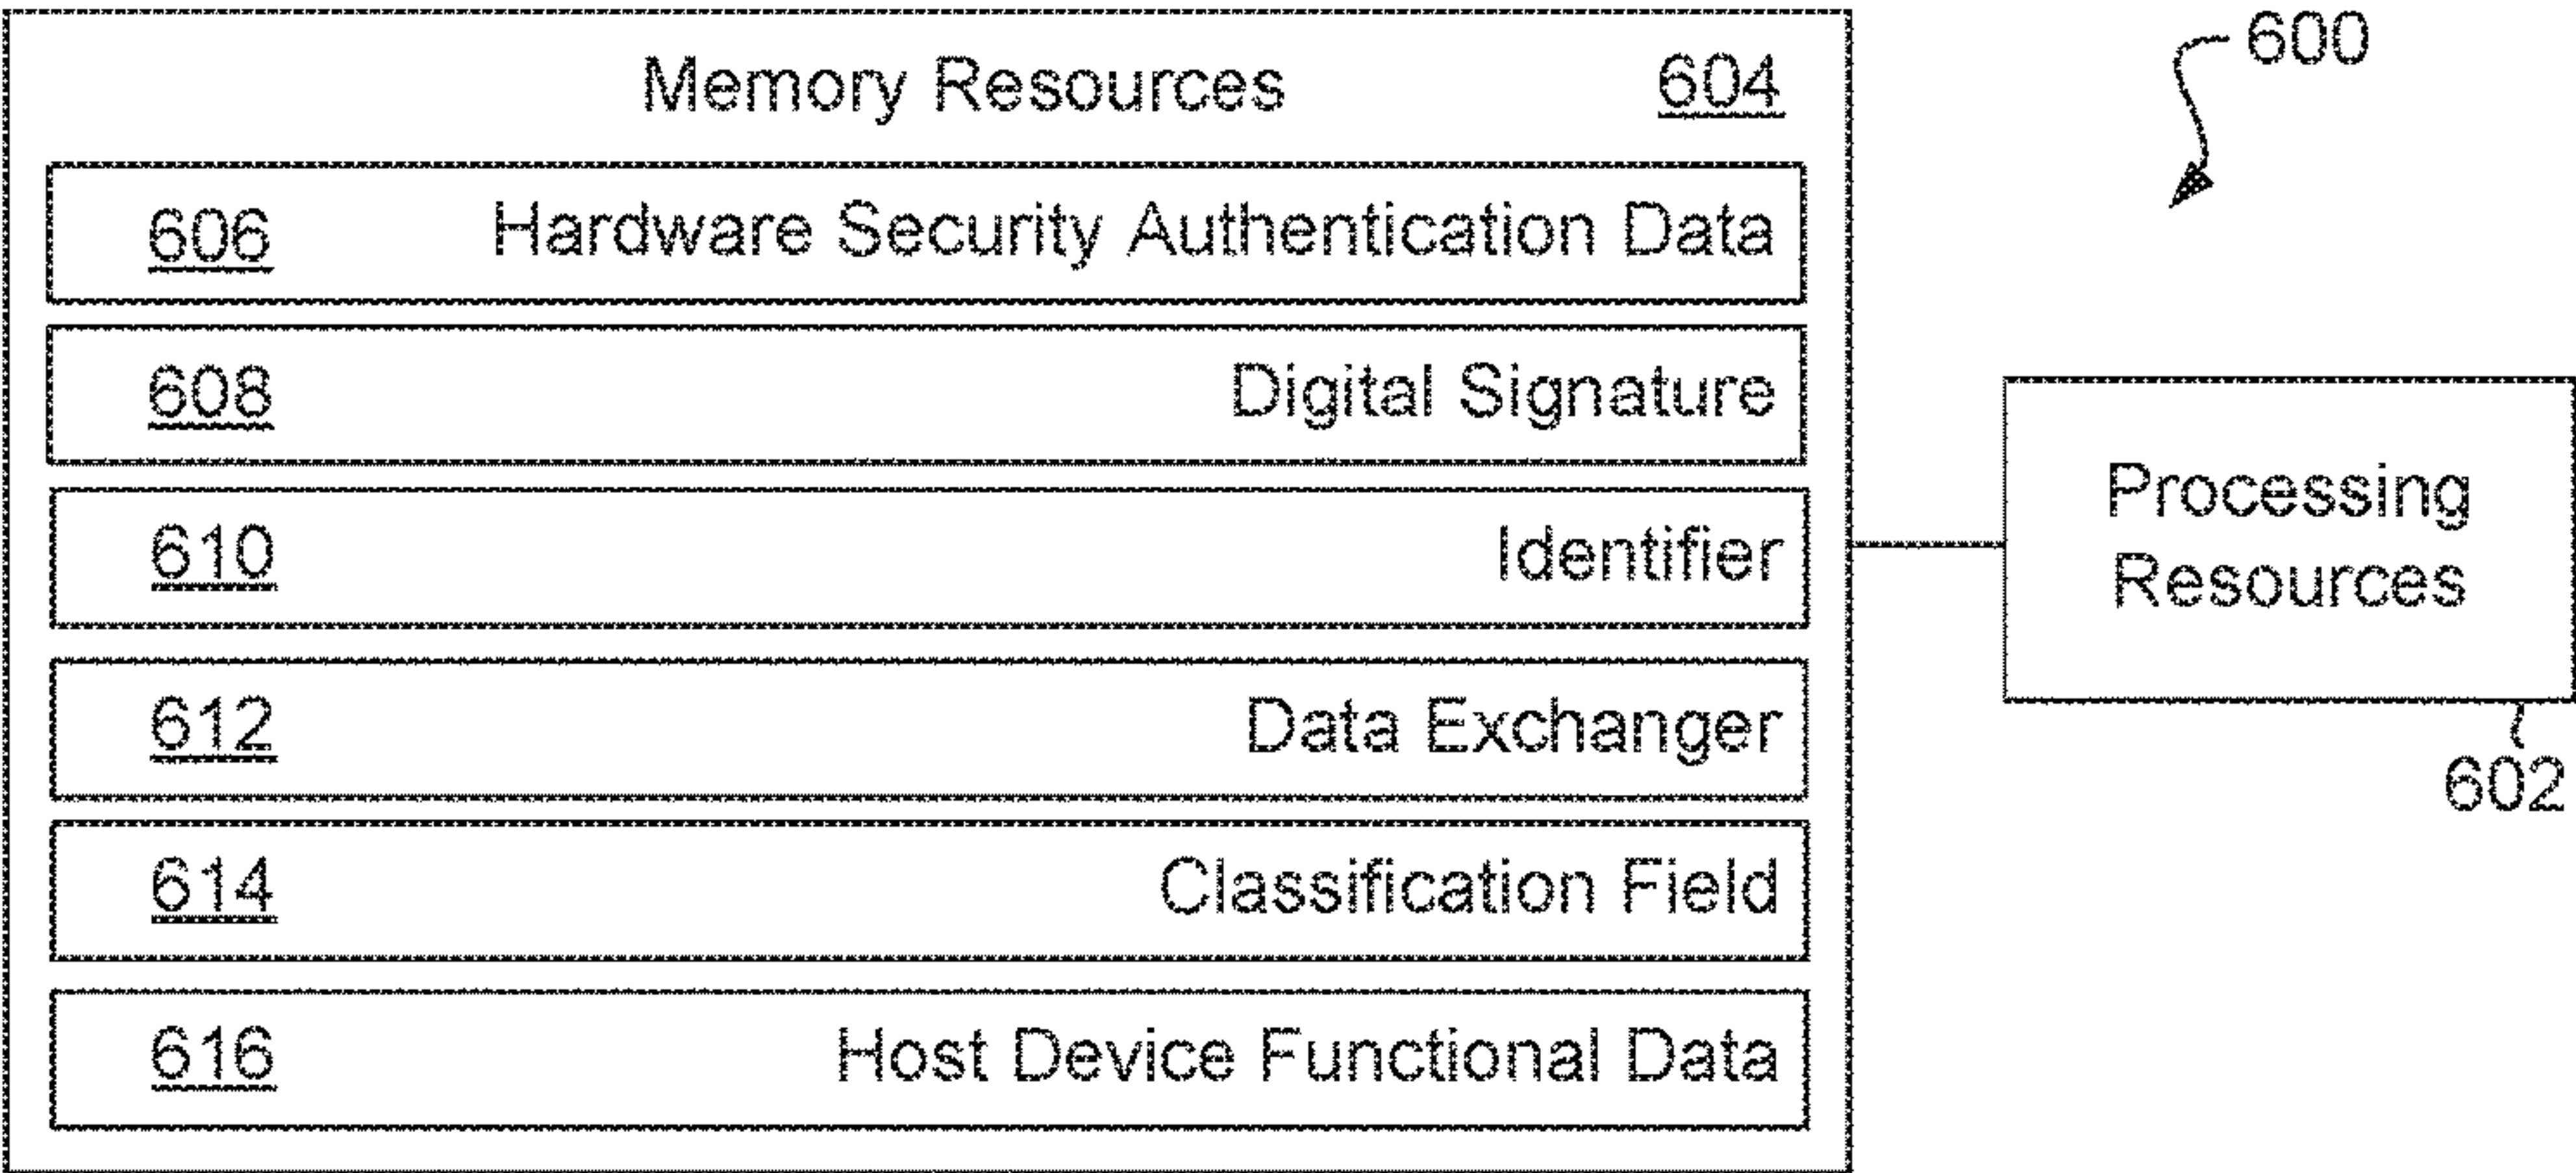 Memory Resources 604
600
606 Hardware Security Authentication Data
608 Digital Signature
610 Identifier
612 Data Exchanger
614 Classification Field
616 Host Device Functional Data
Processing
Resources
602